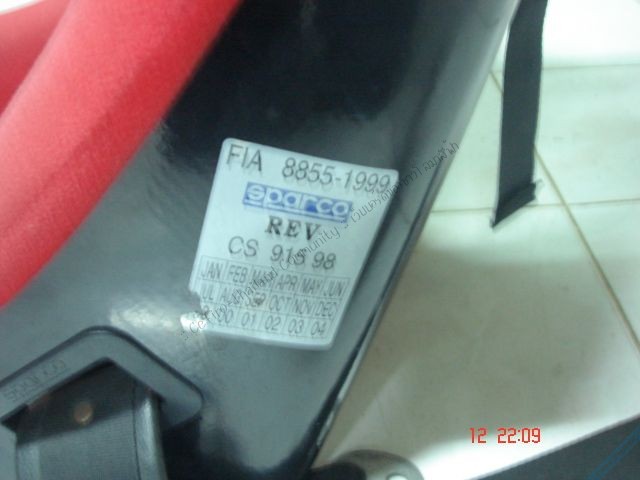 FIA 8855-1999
sparco
REV
CS 915 98
JAN FEB MAR APR MAY JUN
JUL AUG SEP OCT NOV DEC
00 01 02 03 04
sparco
12 22:09